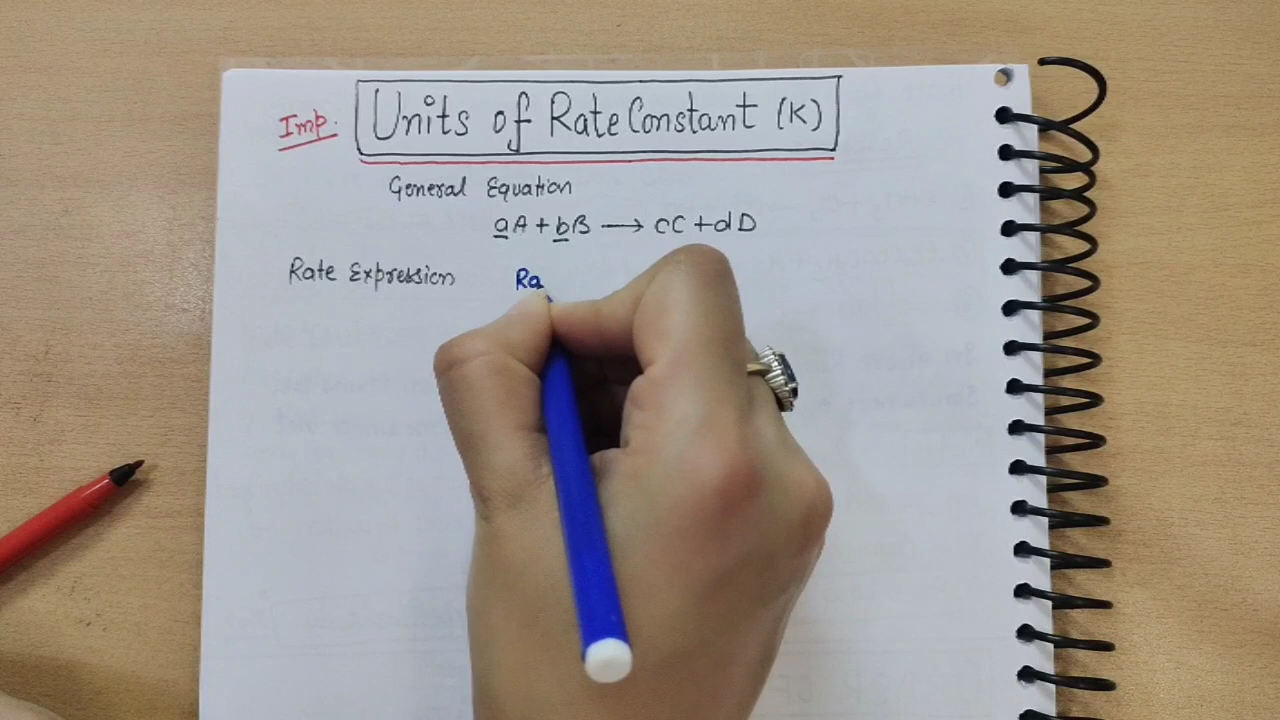 Imp. Units of Rate Constant (K)
General Equation
aA + bB → cC + dD
Rate Expression Ra